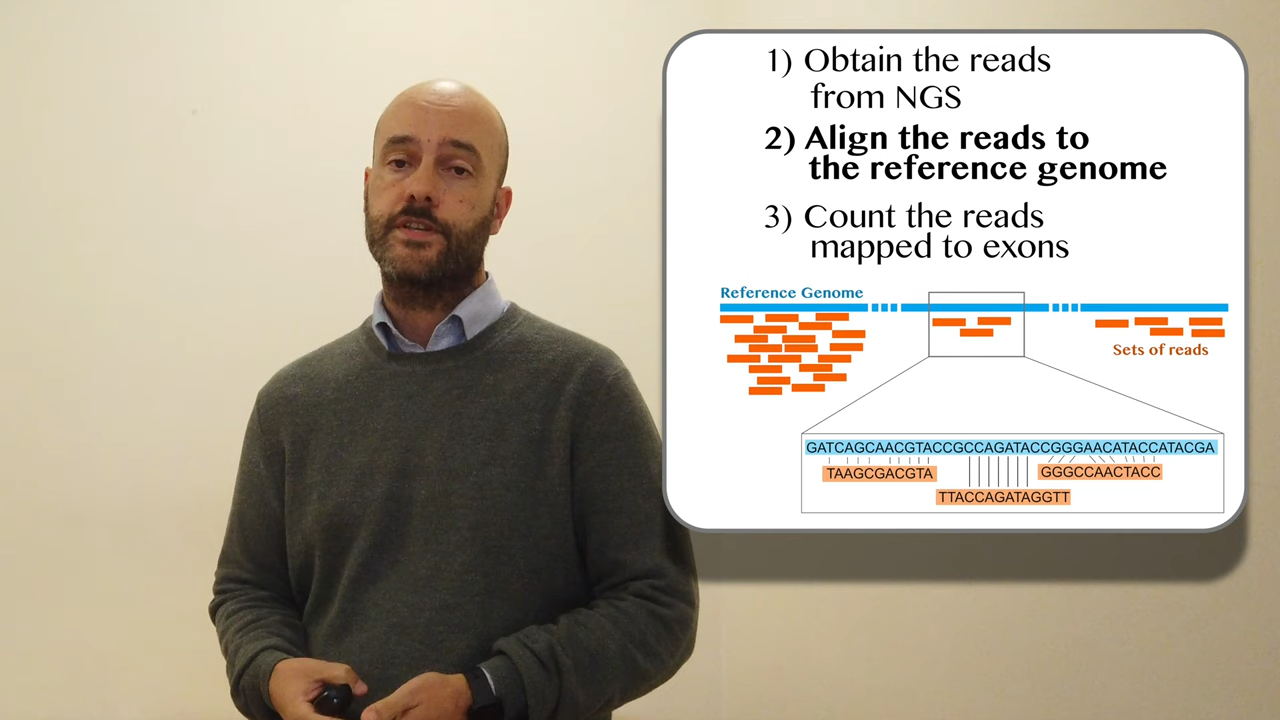 1) Obtain the reads
from NGS
2) Align the reads to
the reference genome
3) Count the reads
mapped to exons
Reference Genome
Sets of reads
GATCAGCAACGTACCGCCAGATACCGGGAACATACCATACGA
TAAGCGACGTA
GGGCCAACTACC
TTACCAGATAGGTT